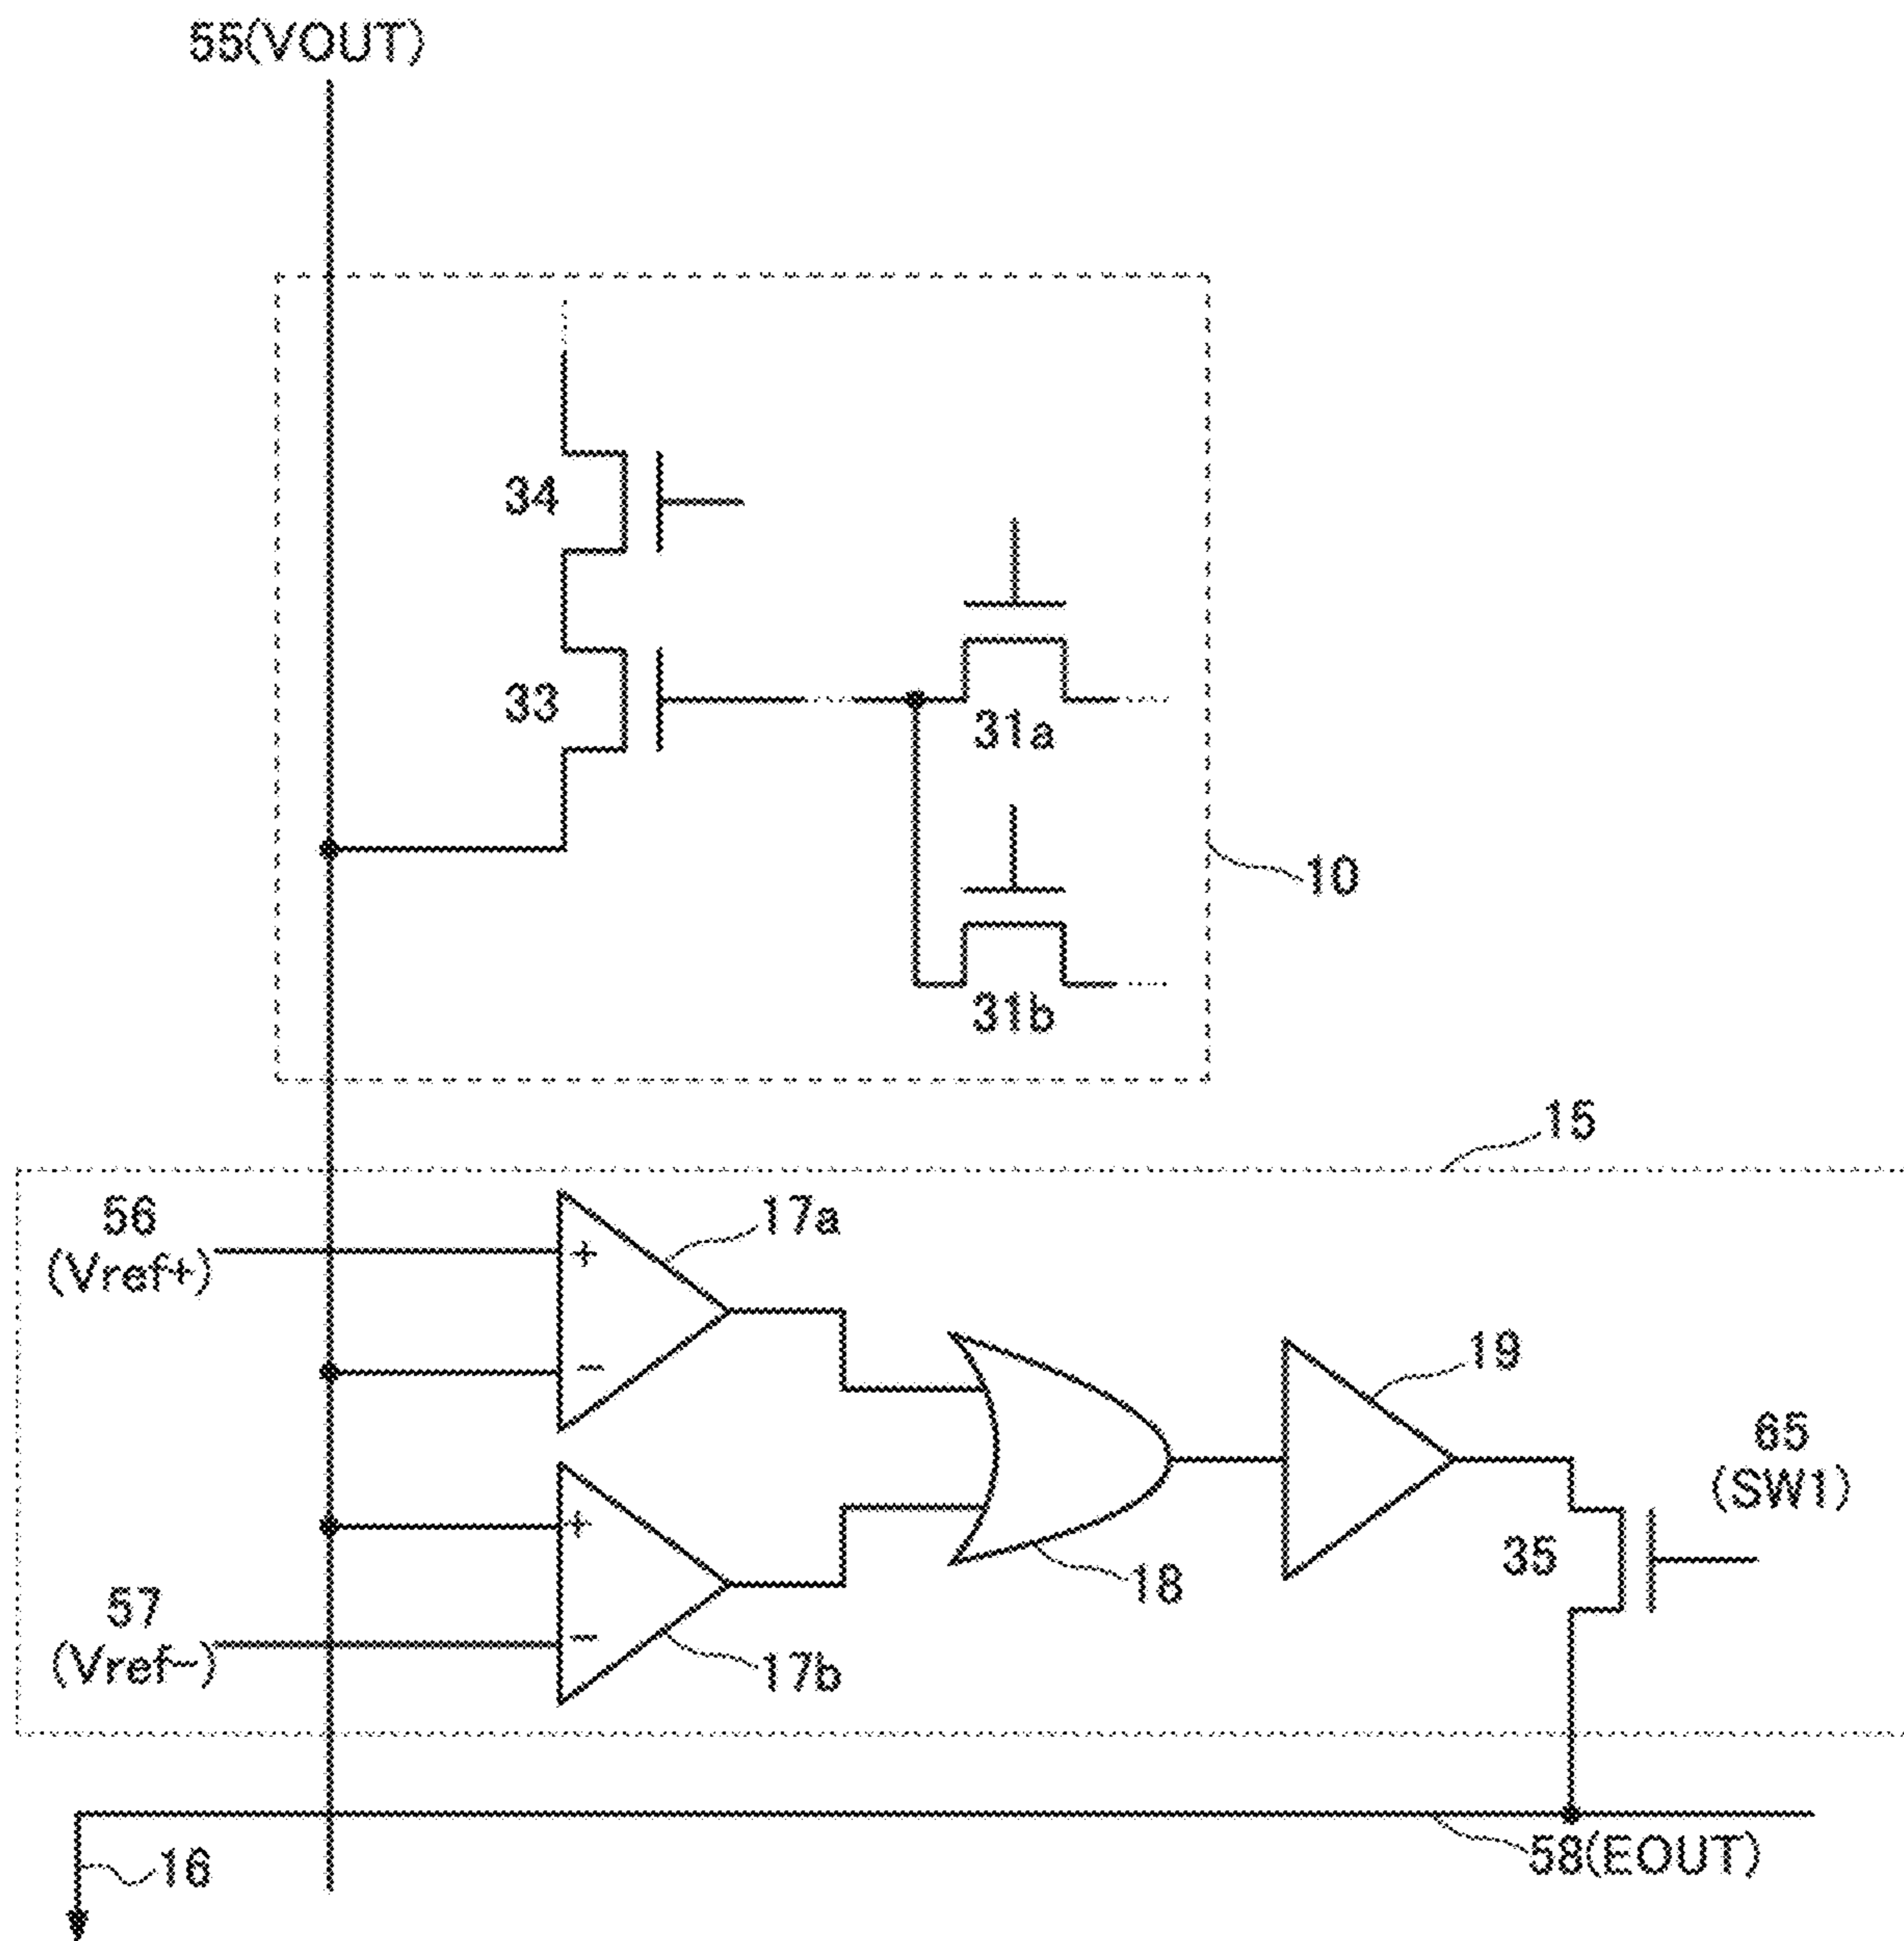 55(VOUT)
34
33
31a
31b
10
15
56
(Vref+)
+
17a
−
19
65
(SW1)
+
35
18
57
(Vref−)
−
17b
58(EOUT)
16